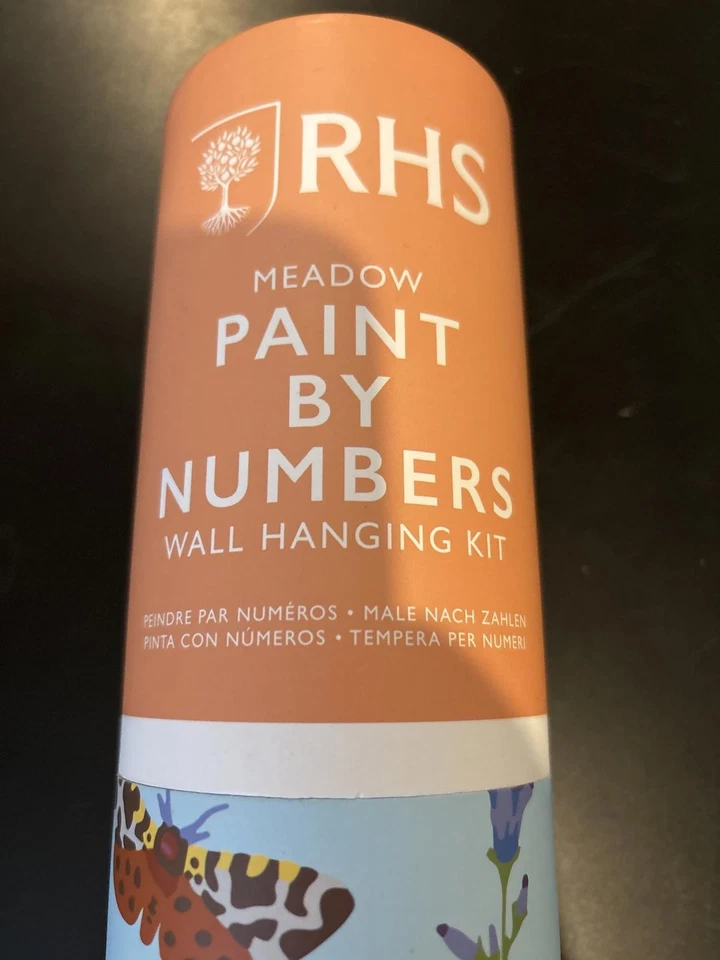 RHS
MEADOW
PAINT
BY
NUMBERS
WALL HANGING KIT
PEINDRE PAR NUMÉROS • MALE NACH ZAHLEN
PINTA CON NÚMEROS • TEMPERA PER NUMERI